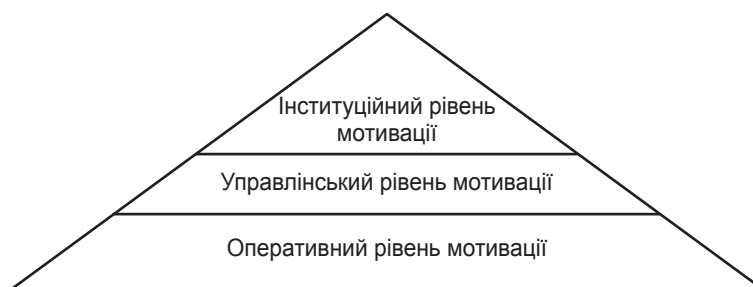 Інституційний рівень
мотивації
Управлінський рівень мотивації
Оперативний рівень мотивації